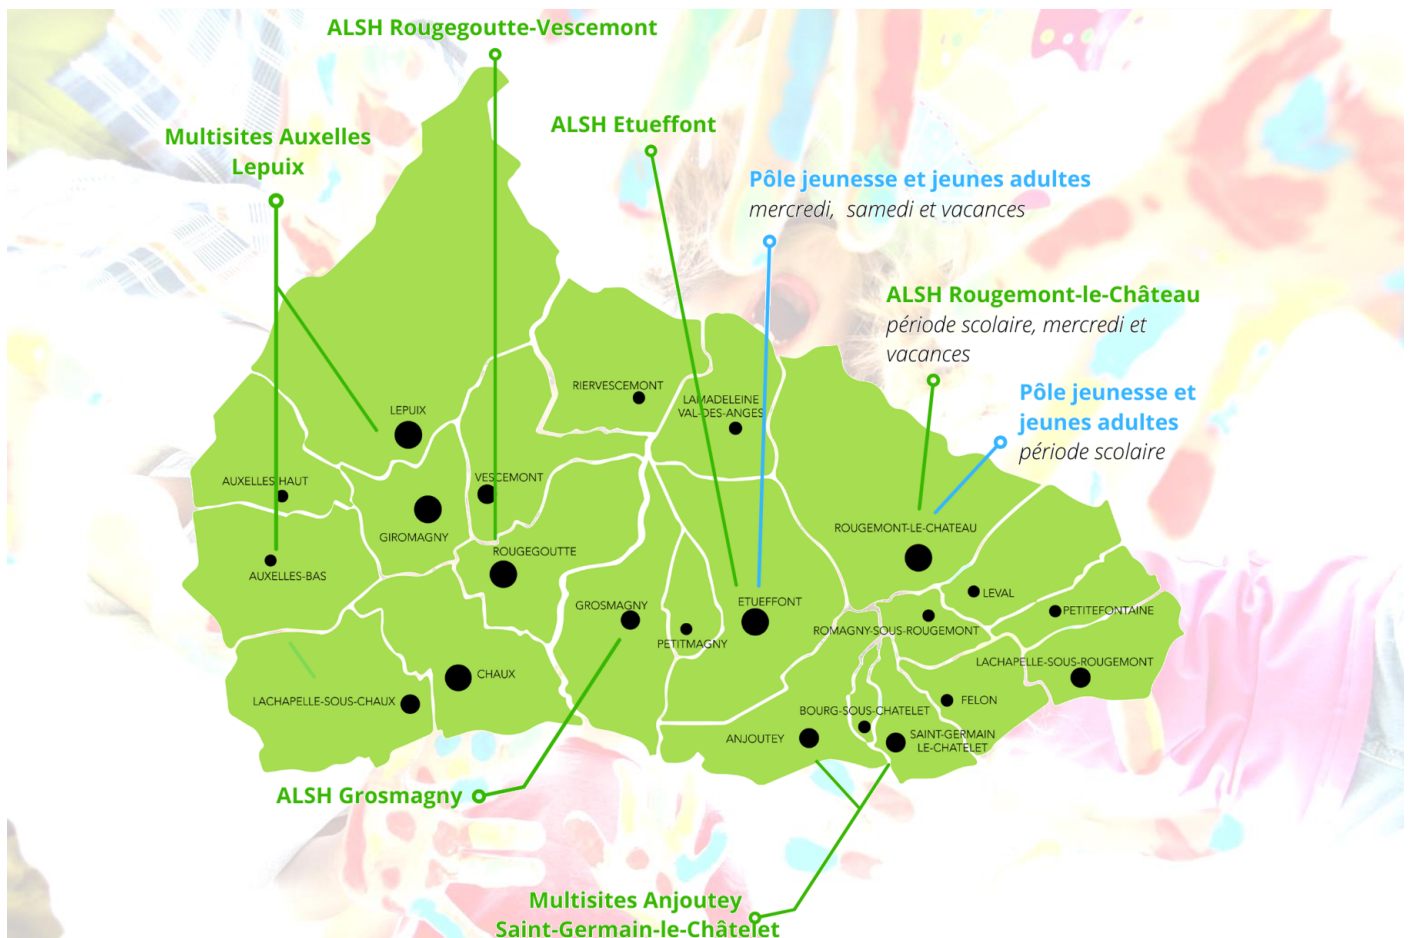 ALSH Rougegoutte-Vescemont
Multisites Auxelles
Lepuix
ALSH Etueffont
Pôle jeunesse et jeunes adultes
mercredi, samedi et vacances
ALSH Rougemont-le-Château
période scolaire, mercredi et
vacances
Pôle jeunesse et
jeunes adultes
période scolaire
RIERVESCEMONT
LAMADELEINE
VAL-DES-ANGES
LEPUIX
AUXELLES-HAUT
VESCEMONT
GIROMAGNY
ROUGEMONT-LE-CHATEAU
ROUGEGOUTTE
AUXELLES-BAS
LEVAL
GROSMAGNY
ETUEFFONT
PETITEFONTAINE
ROMAGNY-SOUS-ROUGEMONT
PETITMAGNY
LACHAPELLE-SOUS-ROUGEMONT
CHAUX
LACHAPELLE-SOUS-CHAUX
FELON
BOURG-SOUS-CHATELET
ANJOUTEY
SAINT-GERMAIN
LE-CHATELET
ALSH Grosmagny
Multisites Anjoutey
Saint-Germain-le-Châtelet